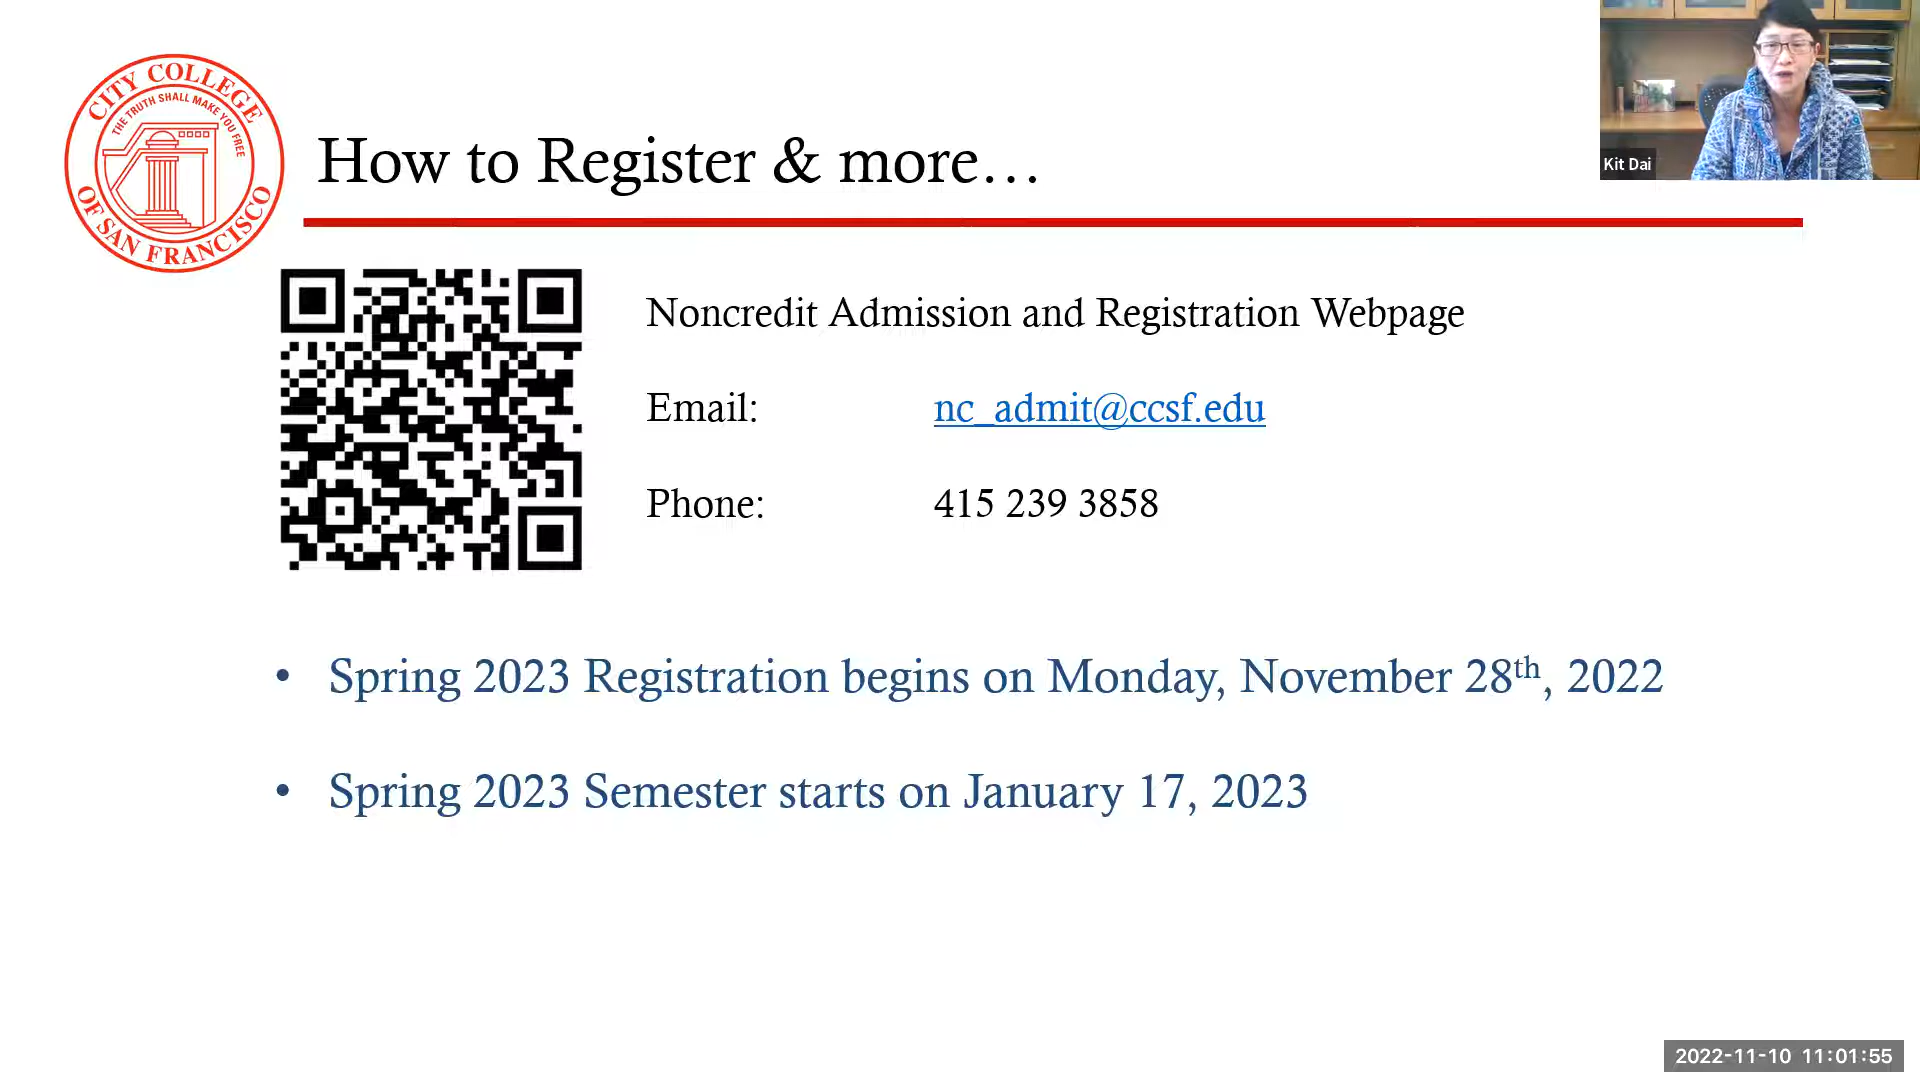 CITY COLLEGE
OF SAN FRANCISCO
THE TRUTH SHALL MAKE YOU FREE
How to Register & more...
Kit Dai
Noncredit Admission and Registration Webpage
Email: nc_admit@ccsf.edu
Phone: 415 239 3858
• Spring 2023 Registration begins on Monday, November 28th, 2022
• Spring 2023 Semester starts on January 17, 2023
2022-11-10 11:01:55